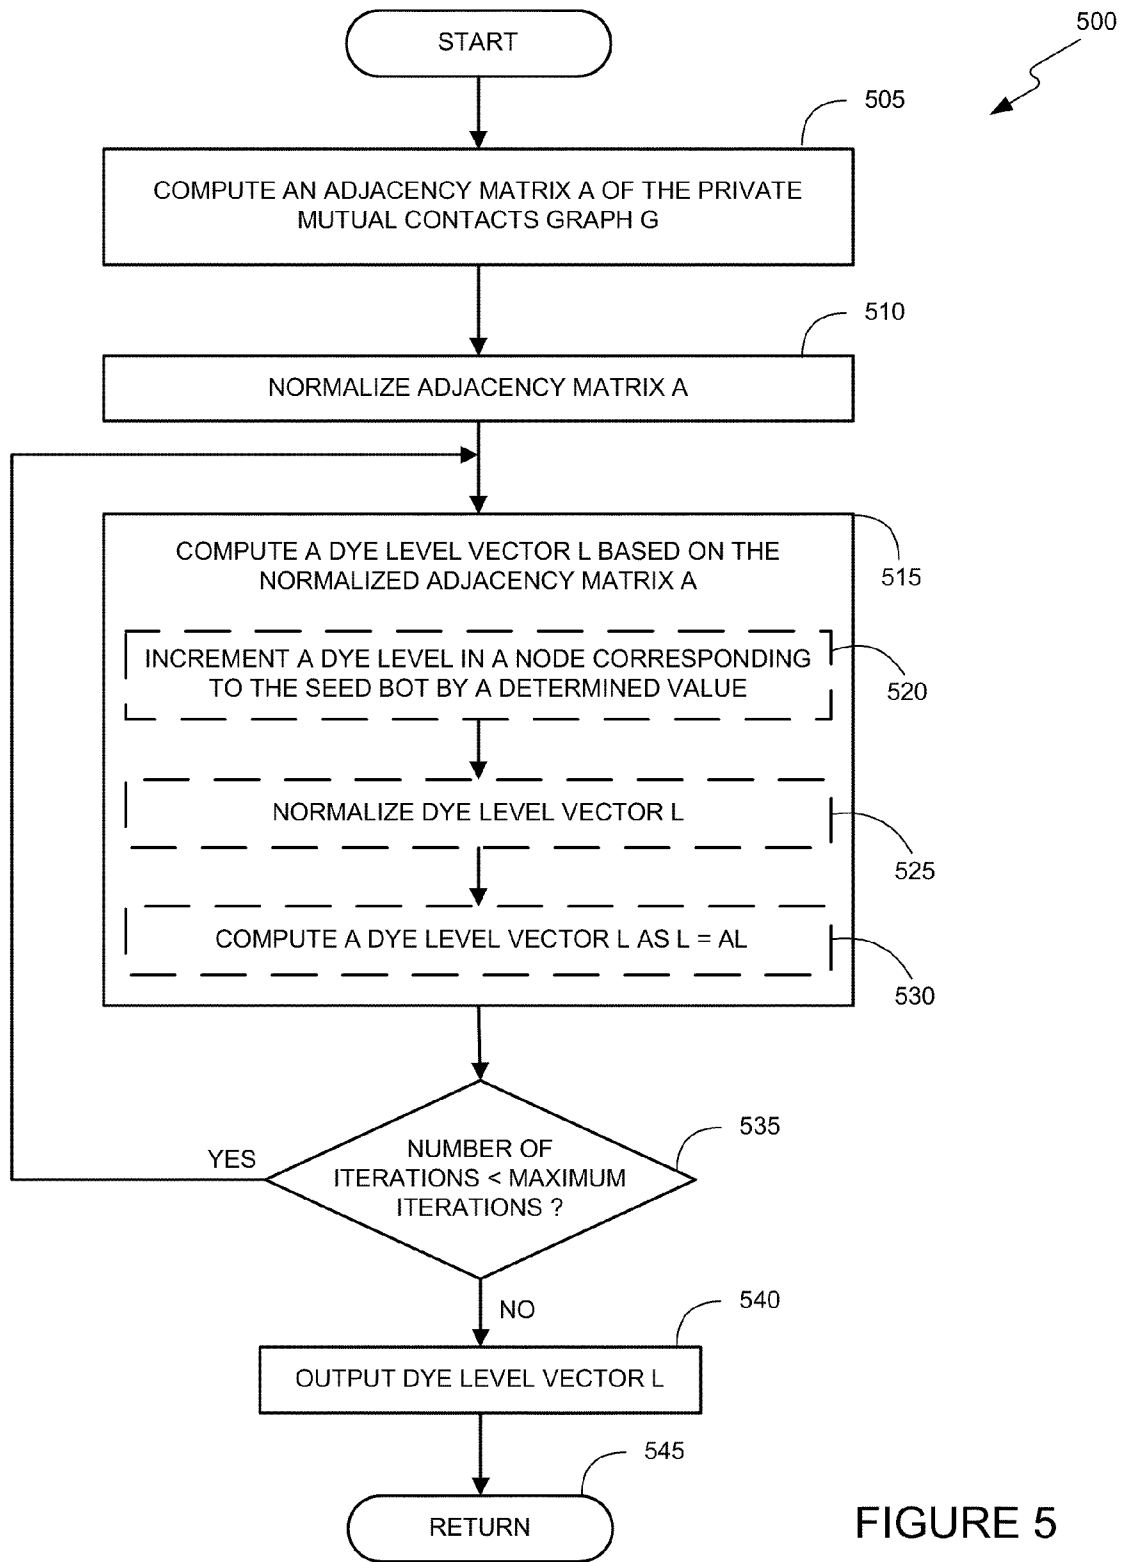 START
500
505
COMPUTE AN ADJACENCY MATRIX A OF THE PRIVATE
MUTUAL CONTACTS GRAPH G
510
NORMALIZE ADJACENCY MATRIX A
COMPUTE A DYE LEVEL VECTOR L BASED ON THE
NORMALIZED ADJACENCY MATRIX A
515
INCREMENT A DYE LEVEL IN A NODE CORRESPONDING
TO THE SEED BOT BY A DETERMINED VALUE
520
NORMALIZE DYE LEVEL VECTOR L
525
COMPUTE A DYE LEVEL VECTOR L AS L = AL
530
535
YES
NUMBER OF
ITERATIONS < MAXIMUM
ITERATIONS ?
NO
540
OUTPUT DYE LEVEL VECTOR L
545
RETURN
FIGURE 5